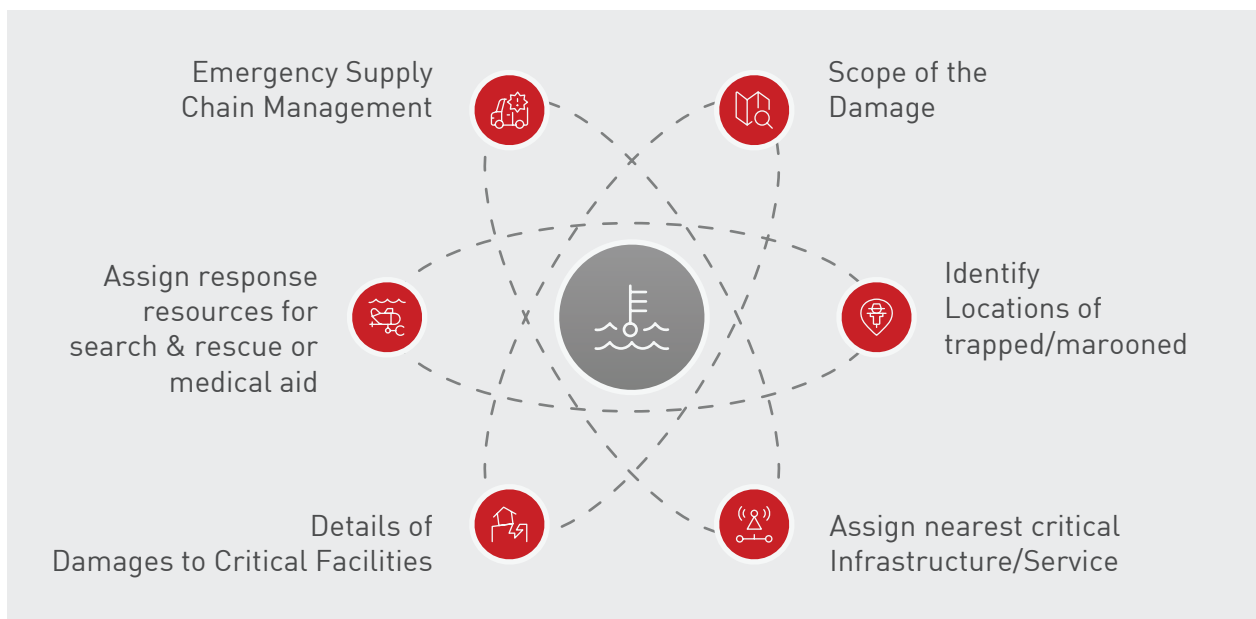 Emergency Supply
Chain Management
Scope of the
Damage
Assign response
resources for
search & rescue or
medical aid
Identify
Locations of
trapped/marooned
Details of
Damages to Critical Facilities
Assign nearest critical
Infrastructure/Service